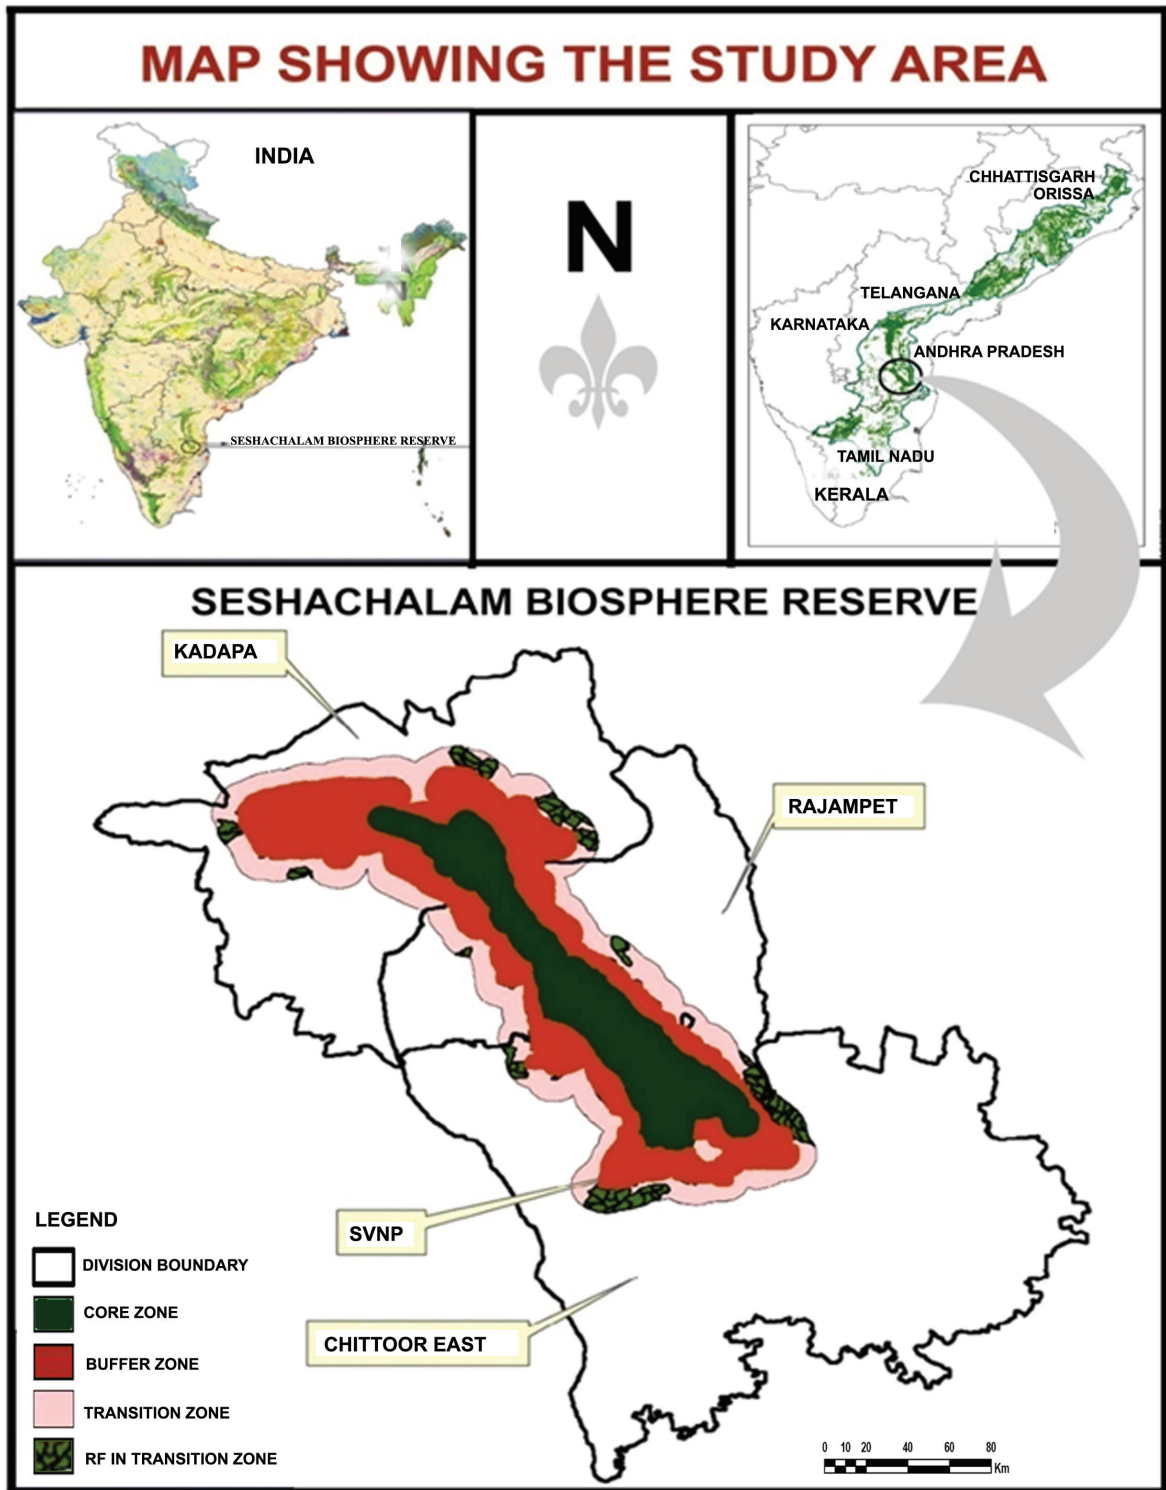 MAP SHOWING THE STUDY AREA
INDIA
SESHACHALAM BIOSPHERE RESERVE
N
CHHATTISGARH
ORISSA
TELANGANA
KARNATAKA
ANDHRA PRADESH
TAMIL NADU
KERALA
SESHACHALAM BIOSPHERE RESERVE
KADAPA
RAJAMPET
SVNP
CHITTOOR EAST
LEGEND
DIVISION BOUNDARY
CORE ZONE
BUFFER ZONE
TRANSITION ZONE
RF IN TRANSITION ZONE
0 10 20 40 60 80
Km